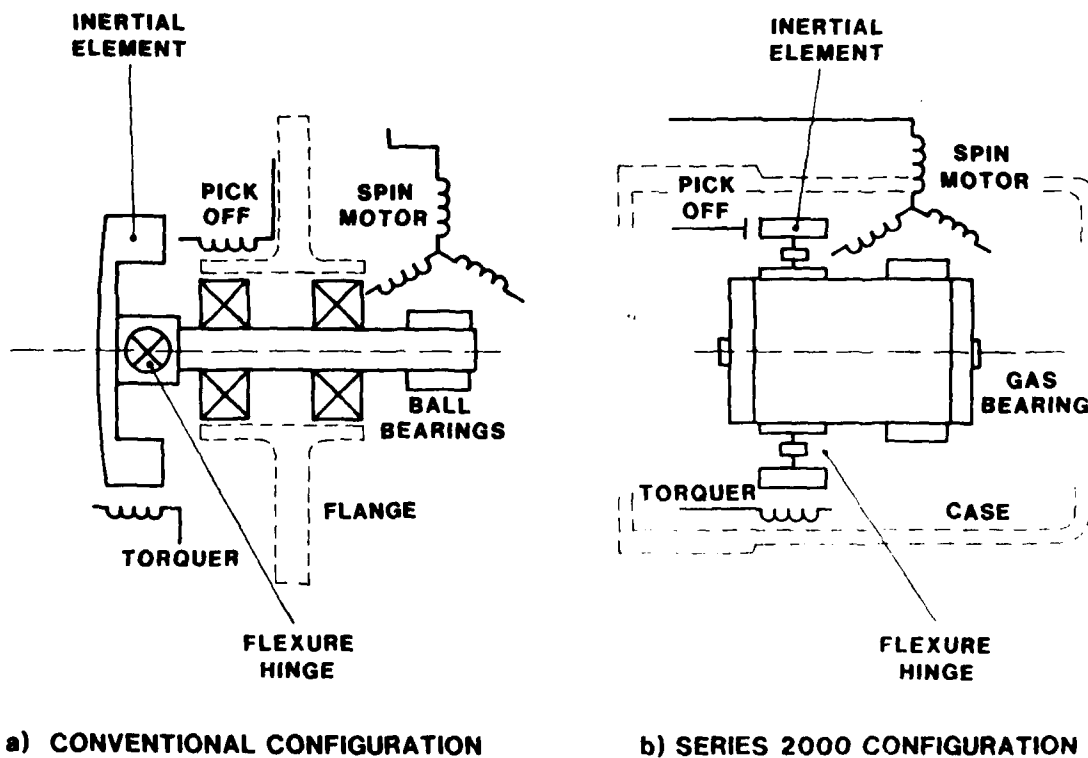 INERTIAL
ELEMENT
PICK
OFF
SPIN
MOTOR
BALL
BEARINGS
FLANGE
TORQUER
FLEXURE
HINGE
a) CONVENTIONAL CONFIGURATION
INERTIAL
ELEMENT
SPIN
MOTOR
PICK
OFF
GAS
BEARING
TORQUER
CASE
FLEXURE
HINGE
b) SERIES 2000 CONFIGURATION